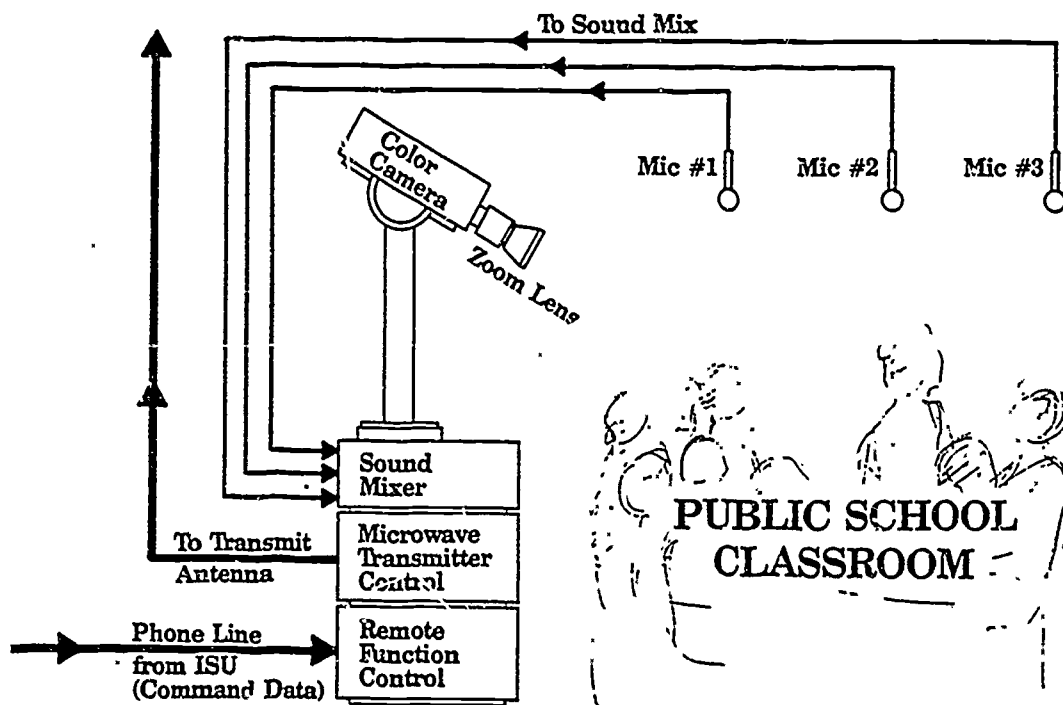 To Sound Mix
Color
Camera
Zoom Lens
Mic #1
Mic #2
Mic #3
Sound
Mixer
Microwave
Transmitter
Control
To Transmit
Antenna
Remote
Function
Control
Phone Line
from ISU
(Command Data)
PUBLIC SCHOOL
CLASSROOM